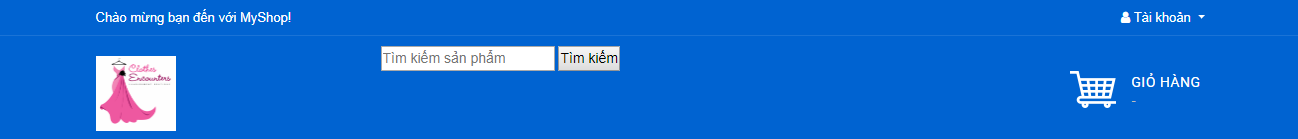 Chào mừng bạn đến với MyShop!
Tài khoản
Clothes
Encounters
Tìm kiếm sản phẩm
Tìm kiếm
GIỎ HÀNG
-